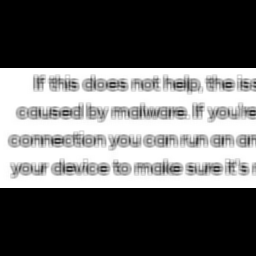 If this does not help, the iss
caused by malware. If you're
connection you can run an an
your device to make sure it's